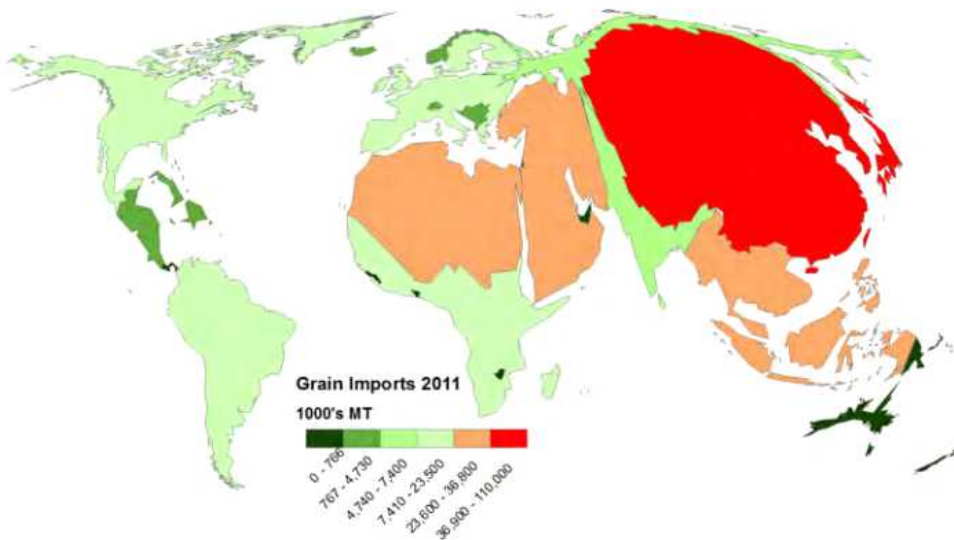 Grain Imports 2011
1000's MT
0 - 766
767 - 4,730
4,740 - 7,400
7,410 - 23,500
23,600 - 36,800
36,900 - 110,000